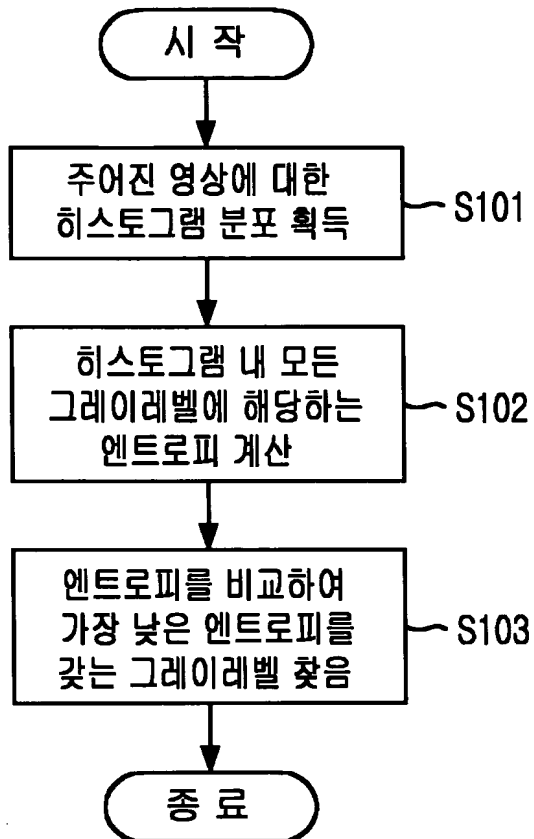 시 작
주어진 영상에 대한
히스토그램 분포 획득
S101
히스토그램 내 모든
그레이레벨에 해당하는
엔트로피 계산
S102
엔트로피를 비교하여
가장 낮은 엔트로피를
갖는 그레이레벨 찾음
S103
종 료